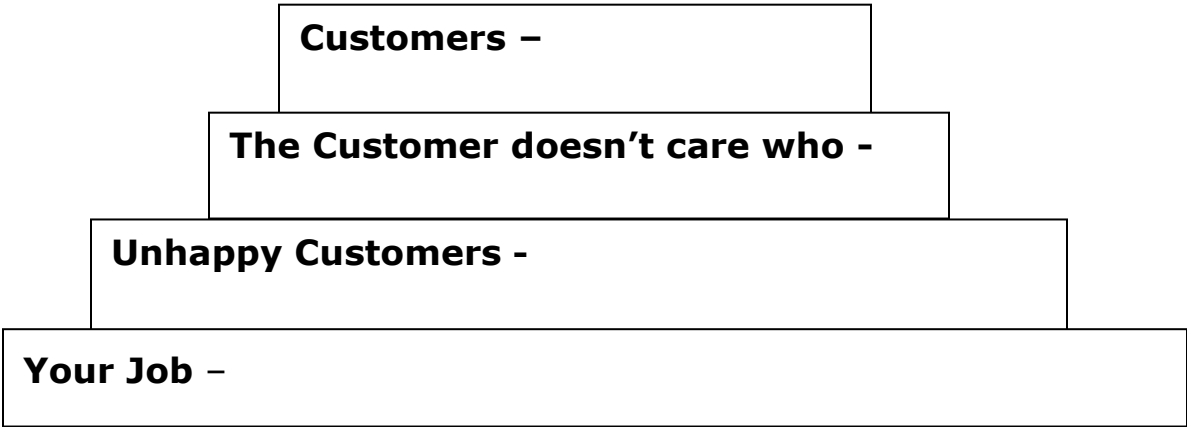 Customers –
The Customer doesn’t care who -
Unhappy Customers -
Your Job –